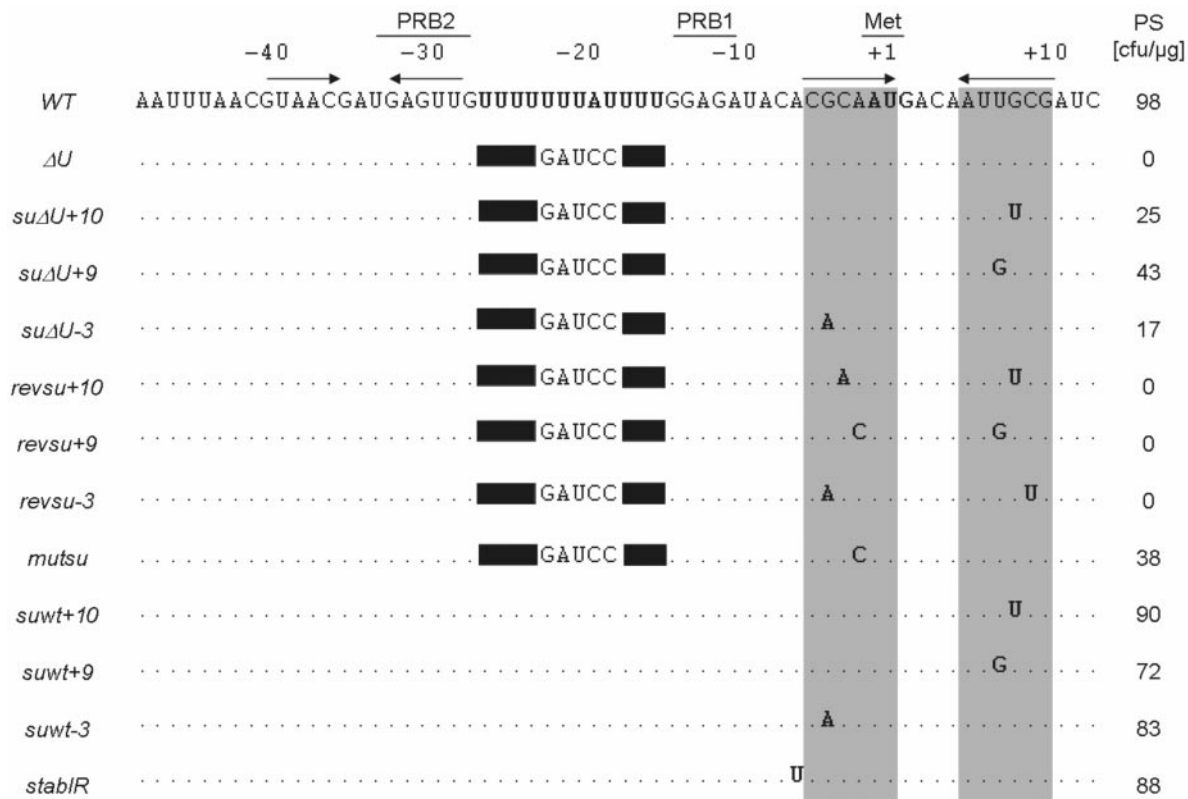 PRB2 PRB1 Met PS
-40 -30 -20 -10 +1 +10 [cfu/µg]
WT AAUUUAACGUAACGAUGAGUUGUUUUUUUAUUUUGGAGAUACACGCAAUGACAAUUGCGAUC 98
ΔU ...................... GAUCC ............................ 0
suΔU+10 ...................... GAUCC ......................U..... 25
suΔU+9 ...................... GAUCC .....................G...... 43
suΔU-3 ...................... GAUCC ..........A................. 17
revsu+10 ...................... GAUCC ...........A..........U..... 0
revsu+9 ...................... GAUCC ............C........G...... 0
revsu-3 ...................... GAUCC ..........A............U.... 0
mutsu ...................... GAUCC ............C............... 38
suwt+10 ........................................................U..... 90
suwt+9 .......................................................G...... 72
suwt-3 ............................................A................. 83
stablR ..........................................U................... 88